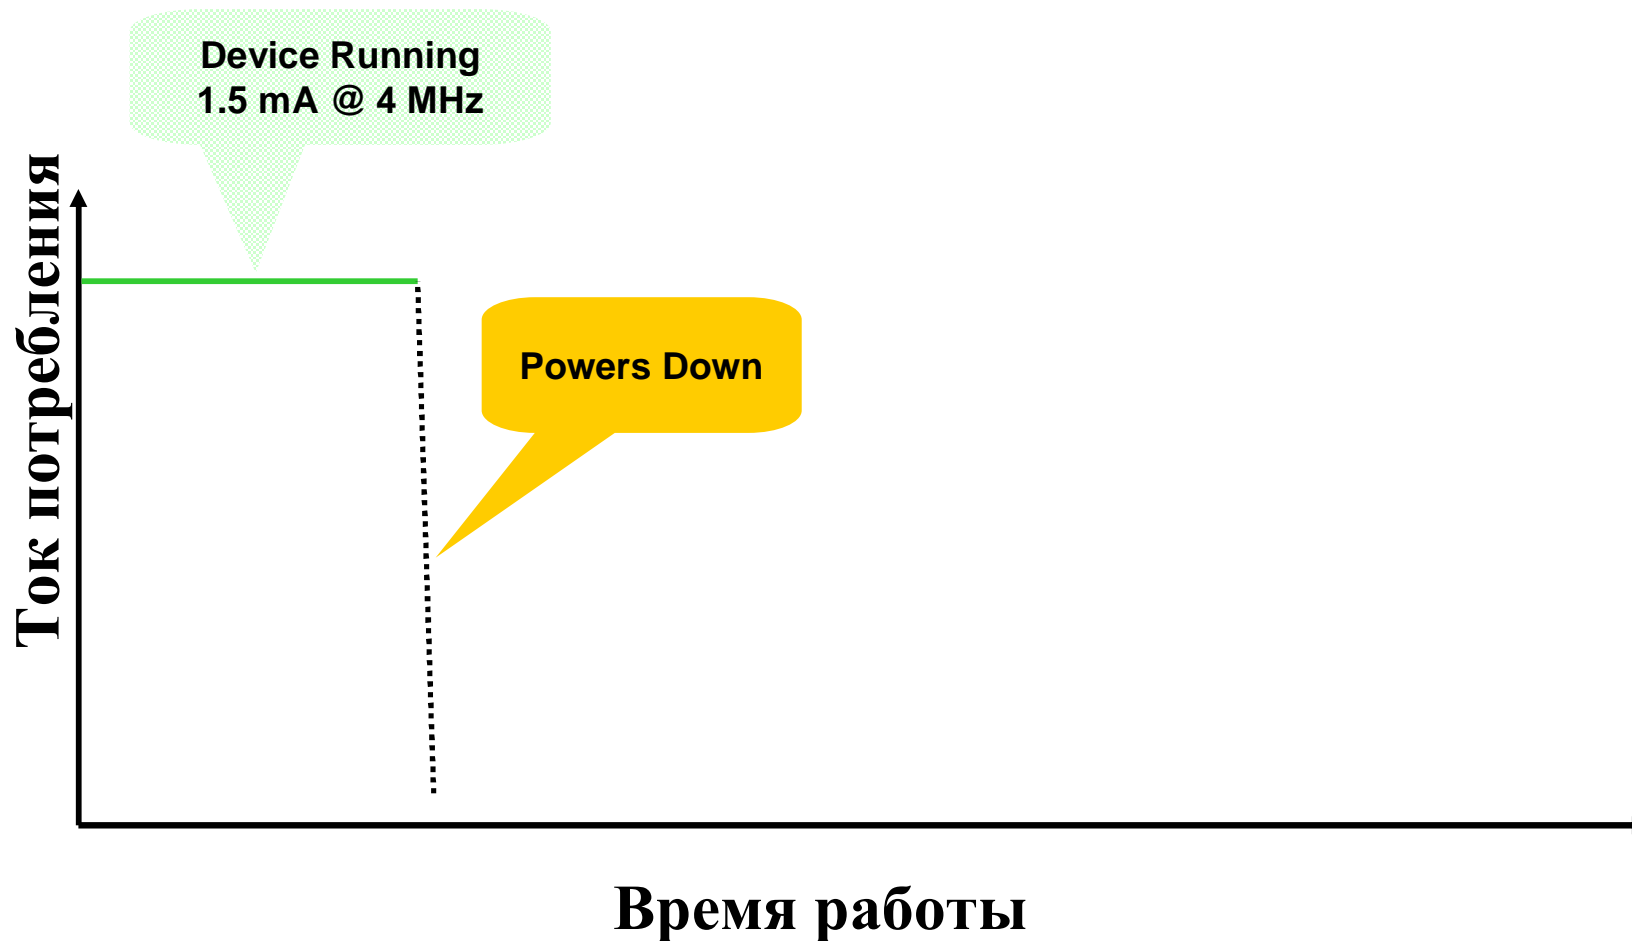 Device Running
1.5 mA @ 4 MHz
Ток потребления
Powers Down
Время работы